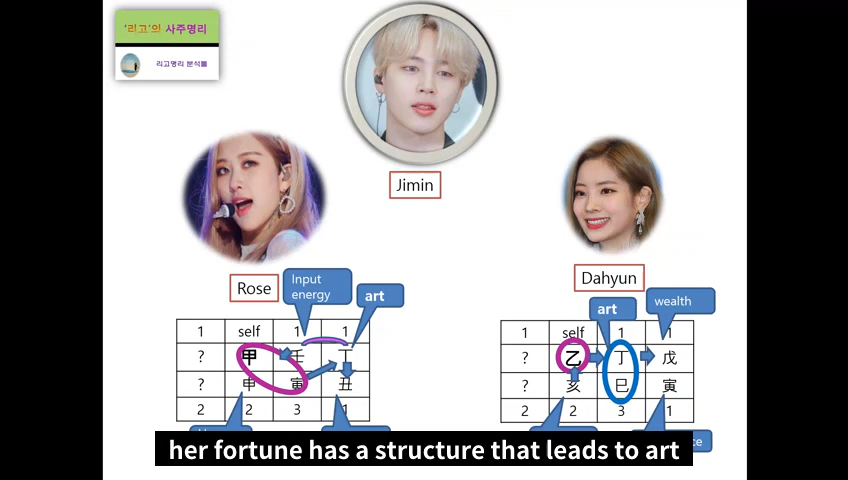 '리고'의 사주명리
리고명리 분석틀
Jimin
Rose
Dahyun
Input
energy
art
art
wealth
1 self 1 1
? 甲 壬 丁
? 申 寅 丑
2 2 3 1
1 self 1 1
? 乙 丁 戊
? 亥 巳 寅
2 2 3 1
her fortune has a structure that leads to art